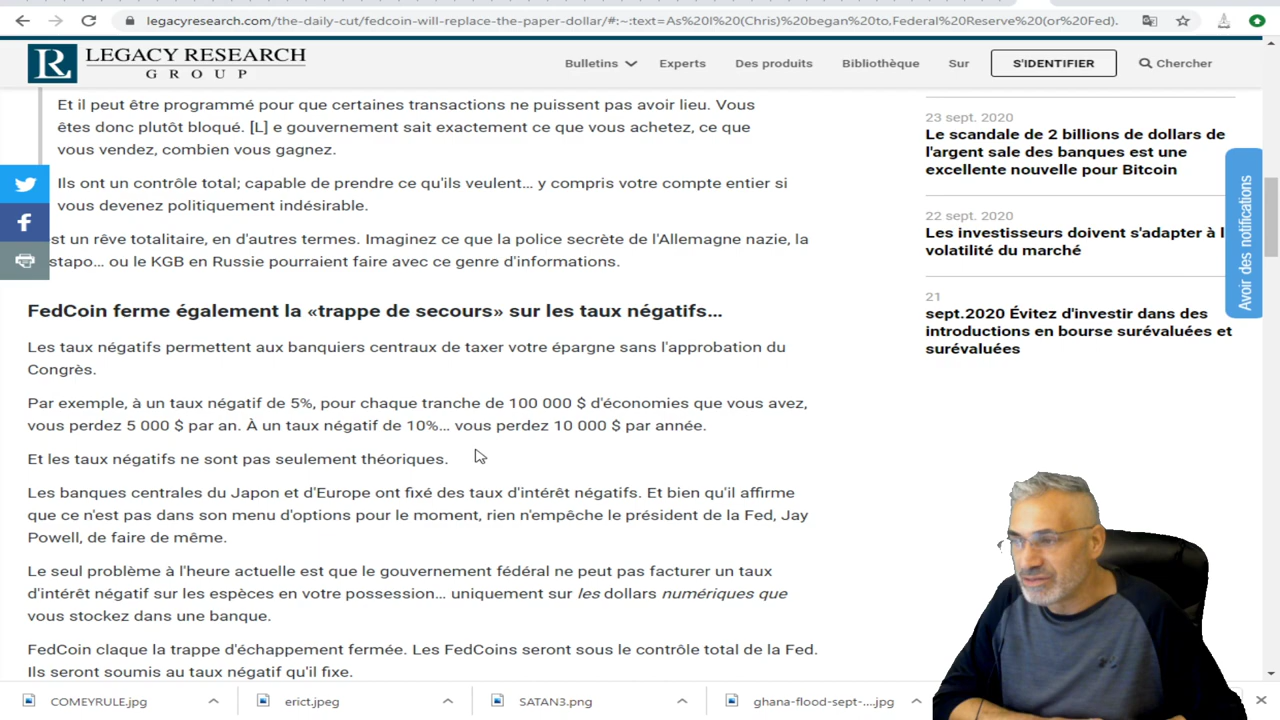 legacyresearch.com/the-daily-cut/fedcoin-will-replace-the-paper-dollar/#:~:text=As%20I%20(Chris)%20began%20to,Federal%20Reserve%20(or%20Fed).
R LEGACY RESEARCH
GROUP
Bulletins Experts Des produits Bibliothèque Sur S'IDENTIFIER Chercher
Et il peut être programmé pour que certaines transactions ne puissent pas avoir lieu. Vous
êtes donc plutôt bloqué. [L] e gouvernement sait exactement ce que vous achetez, ce que
vous vendez, combien vous gagnez.
Ils ont un contrôle total; capable de prendre ce qu'ils veulent… y compris votre compte entier si
vous devenez politiquement indésirable.
st un rêve totalitaire, en d'autres termes. Imaginez ce que la police secrète de l'Allemagne nazie, la
stapo… ou le KGB en Russie pourraient faire avec ce genre d'informations.
FedCoin ferme également la «trappe de secours» sur les taux négatifs…
Les taux négatifs permettent aux banquiers centraux de taxer votre épargne sans l'approbation du
Congrès.
Par exemple, à un taux négatif de 5%, pour chaque tranche de 100 000 $ d'économies que vous avez,
vous perdez 5 000 $ par an. À un taux négatif de 10%… vous perdez 10 000 $ par année.
Et les taux négatifs ne sont pas seulement théoriques.
Les banques centrales du Japon et d'Europe ont fixé des taux d'intérêt négatifs. Et bien qu'il affirme
que ce n'est pas dans son menu d'options pour le moment, rien n'empêche le président de la Fed, Jay
Powell, de faire de même.
Le seul problème à l'heure actuelle est que le gouvernement fédéral ne peut pas facturer un taux
d'intérêt négatif sur les espèces en votre possession… uniquement sur les dollars numériques que
vous stockez dans une banque.
FedCoin claque la trappe d'échappement fermée. Les FedCoins seront sous le contrôle total de la Fed.
Ils seront soumis au taux négatif qu'il fixe.
23 sept. 2020
Le scandale de 2 billions de dollars de
l'argent sale des banques est une
excellente nouvelle pour Bitcoin
22 sept. 2020
Les investisseurs doivent s'adapter à l
volatilité du marché
21
sept.2020 Évitez d'investir dans des
introductions en bourse surévaluées et
surévaluées
Avoir des notifications
COMEYRULE.jpg
erict.jpeg
SATAN3.png
ghana-flood-sept-....jpg